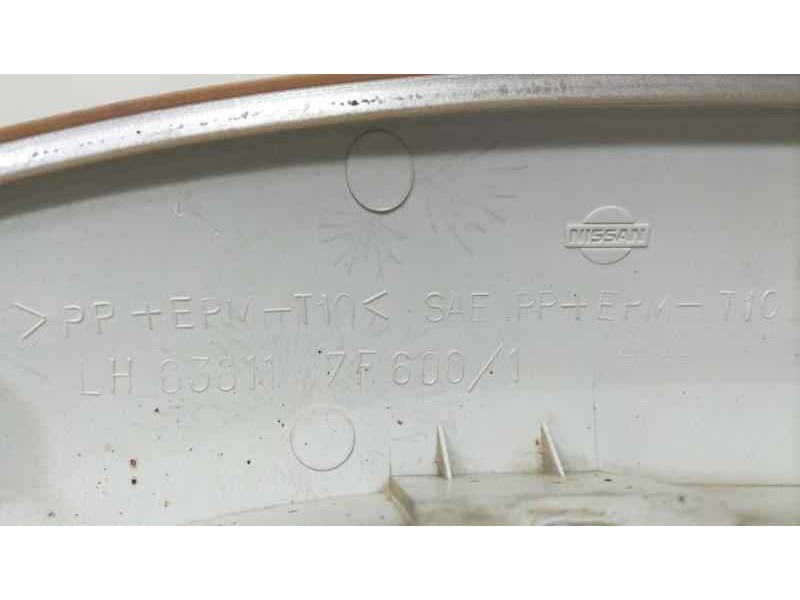 NISSAN
>PP+EPM-T10< SAE PP+EPM-T10
LH 63811 7F600/1